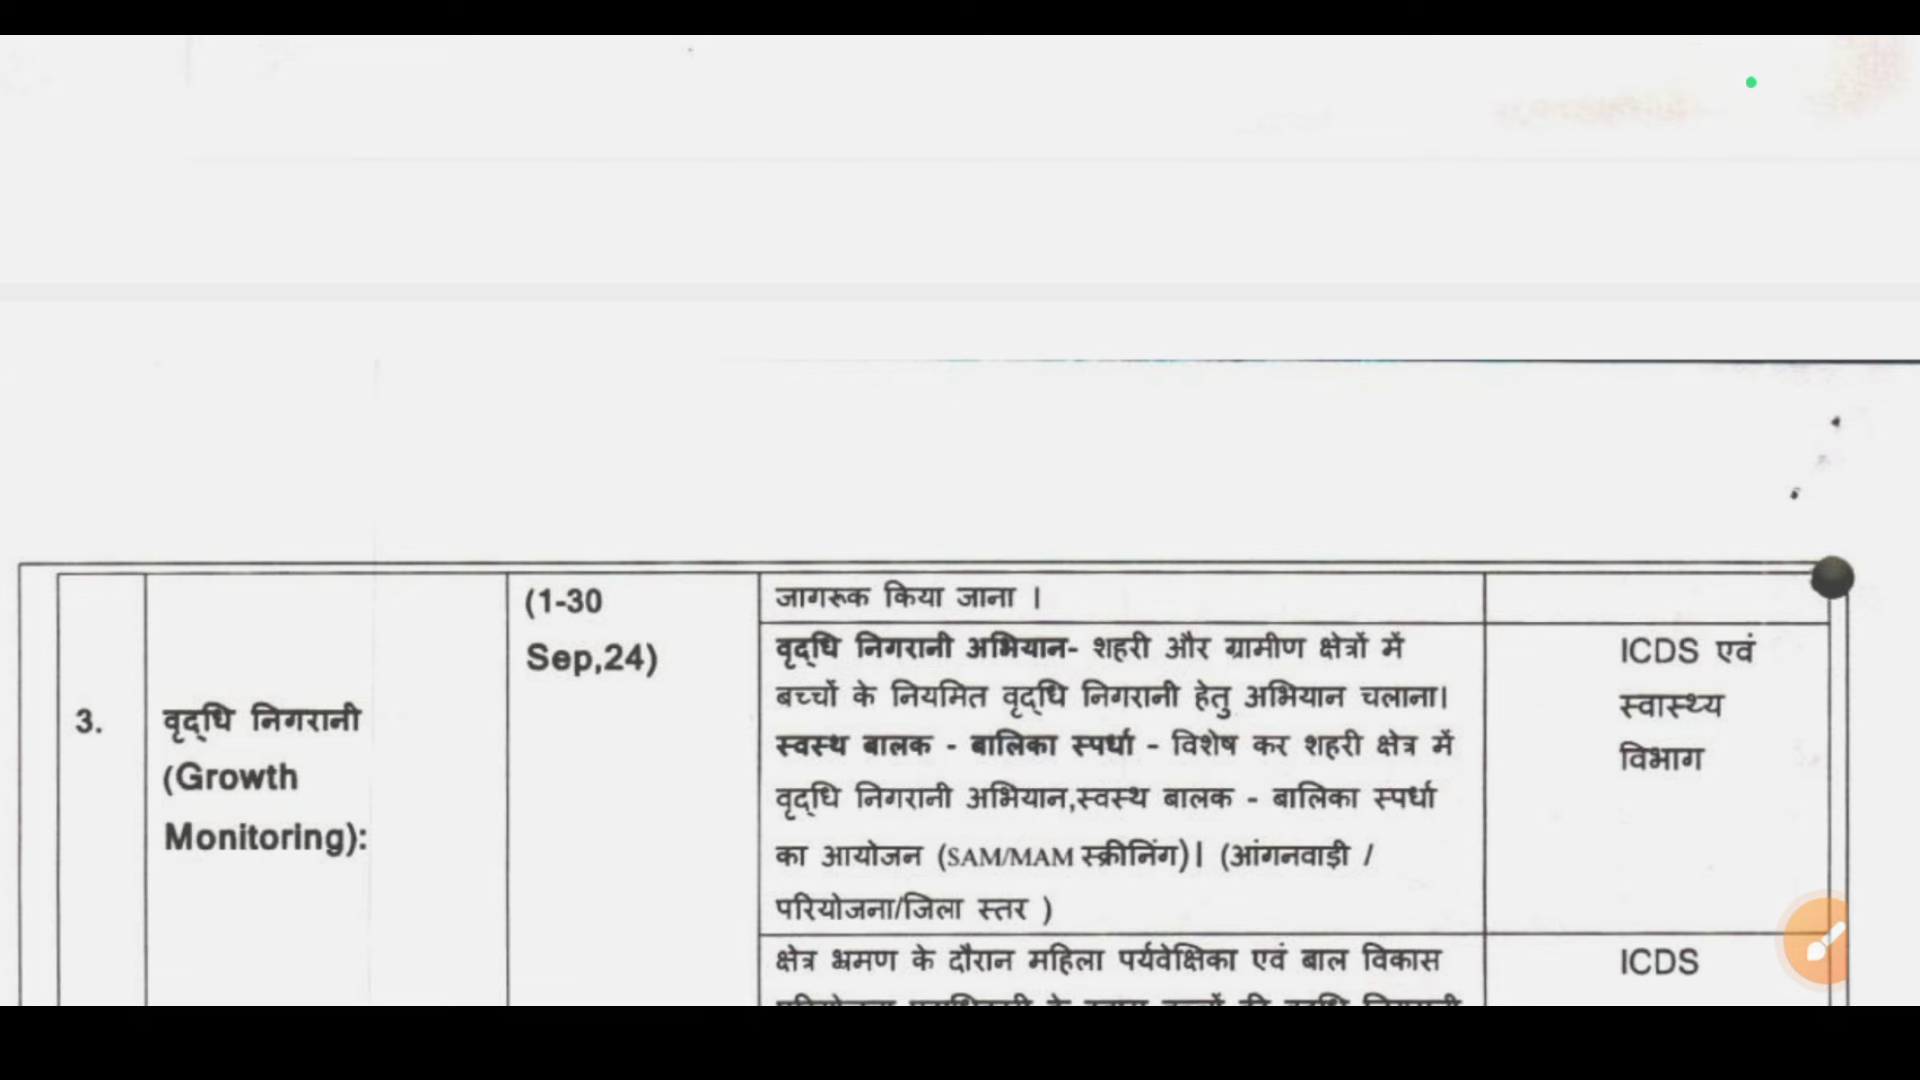 (1-30
Sep,24)
जागरूक किया जाना ।
3.
वृद्धि निगरानी
(Growth
Monitoring):
वृद्धि निगरानी अभियान- शहरी और ग्रामीण क्षेत्रों में
बच्चों के नियमित वृद्धि निगरानी हेतु अभियान चलाना।
स्वस्थ बालक - बालिका स्पर्धा - विशेष कर शहरी क्षेत्र में
वृद्धि निगरानी अभियान,स्वस्थ बालक - बालिका स्पर्धा
का आयोजन (SAM/MAM स्क्रीनिंग)। (आंगनवाड़ी /
परियोजना/जिला स्तर )
ICDS एवं
स्वास्थ्य
विभाग
क्षेत्र भ्रमण के दौरान महिला पर्यवेक्षिका एवं बाल विकास
ICDS